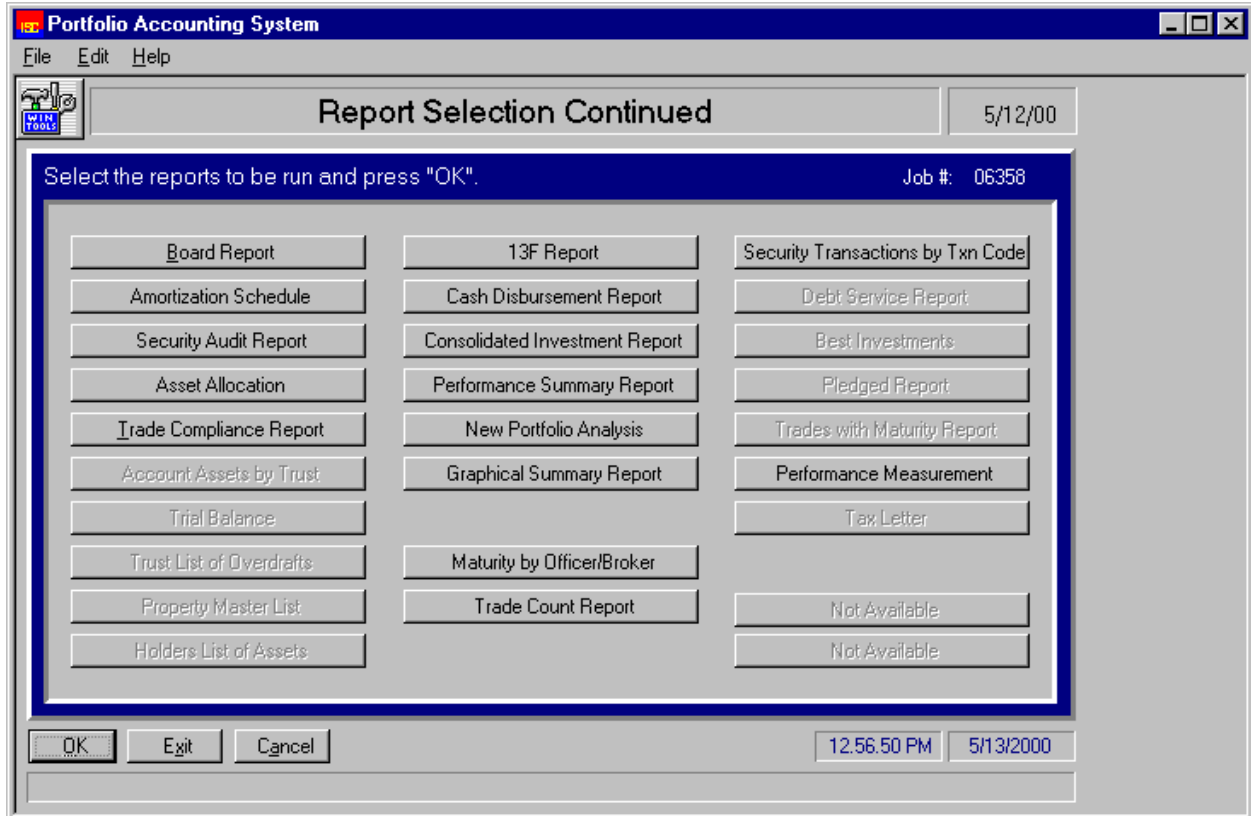 ISC Portfolio Accounting System
File Edit Help
WIN
TOOLS
Report Selection Continued
5/12/00
Select the reports to be run and press "OK".
Job #: 06358
Board Report
Amortization Schedule
Security Audit Report
Asset Allocation
Trade Compliance Report
Account Assets by Trust
Trial Balance
Trust List of Overdrafts
Property Master List
Holders List of Assets
13F Report
Cash Disbursement Report
Consolidated Investment Report
Performance Summary Report
New Portfolio Analysis
Graphical Summary Report
Maturity by Officer/Broker
Trade Count Report
Security Transactions by Txn Code
Debt Service Report
Best Investments
Pledged Report
Trades with Maturity Report
Performance Measurement
Tax Letter
Not Available
Not Available
OK Exit Cancel
12.56.50 PM 5/13/2000